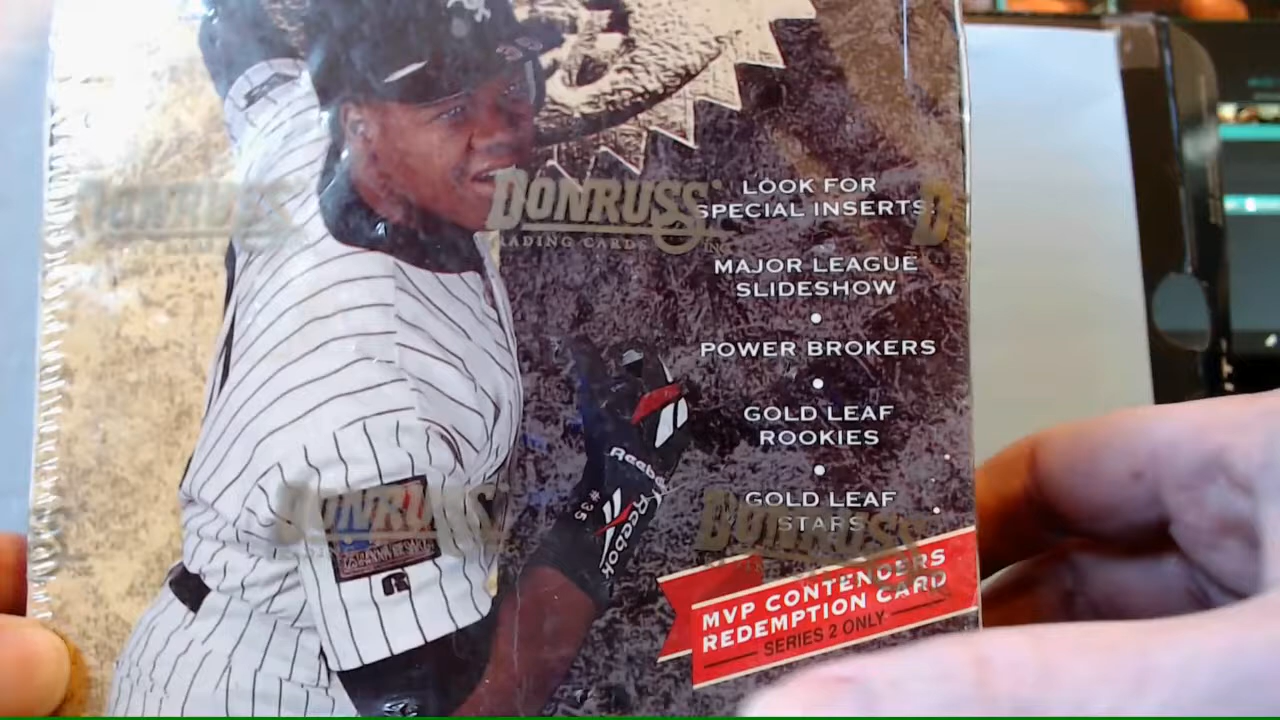 DONRUSS
DONRUSS
TRADING CARDS INC
D
LOOK FOR
SPECIAL INSERTS
MAJOR LEAGUE
SLIDESHOW
POWER BROKERS
GOLD LEAF
ROOKIES
GOLD LEAF
STARS
Reebok
Reebok
#35
DONRUSS
DONRUSS
MVP CONTENDERS
REDEMPTION CARD
SERIES 2 ONLY